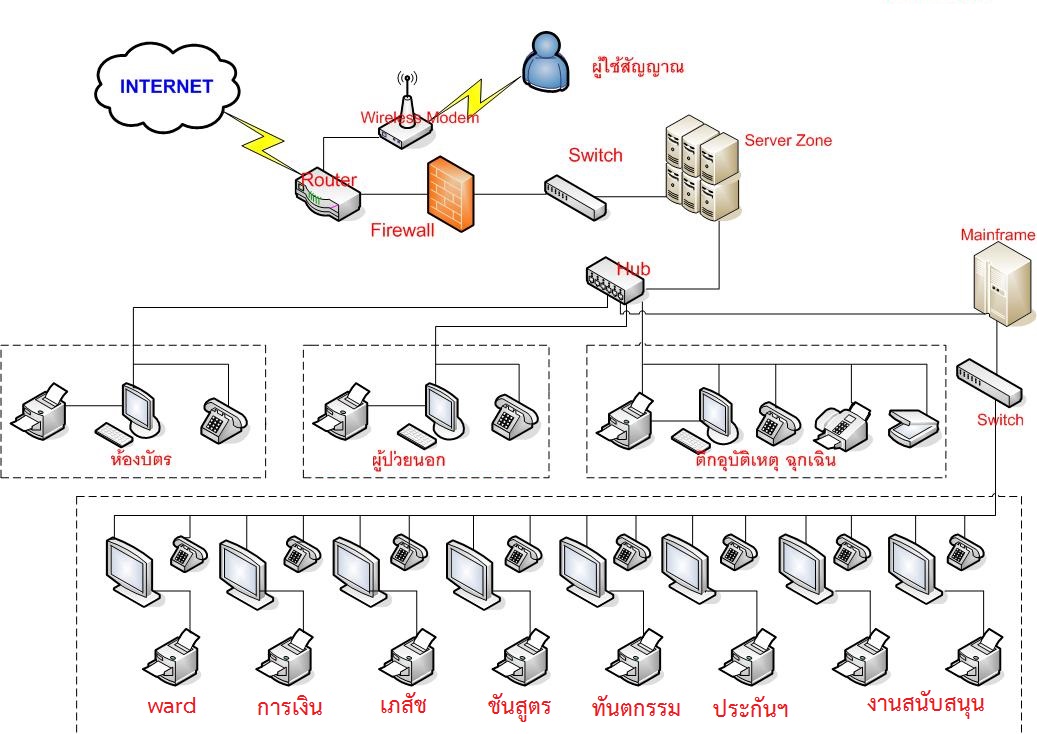 INTERNET
ผู้ใช้สัญญาณ
Wireless Modem
Router
Firewall
Switch
Server Zone
Hub
Mainframe
Switch
ห้องบัตร
ผู้ป่วยนอก
ตึกอุบัติเหตุ ฉุกเฉิน
ward
การเงิน
เภสัช
ชันสูตร
ทันตกรรม
ประกันฯ
งานสนับสนุน